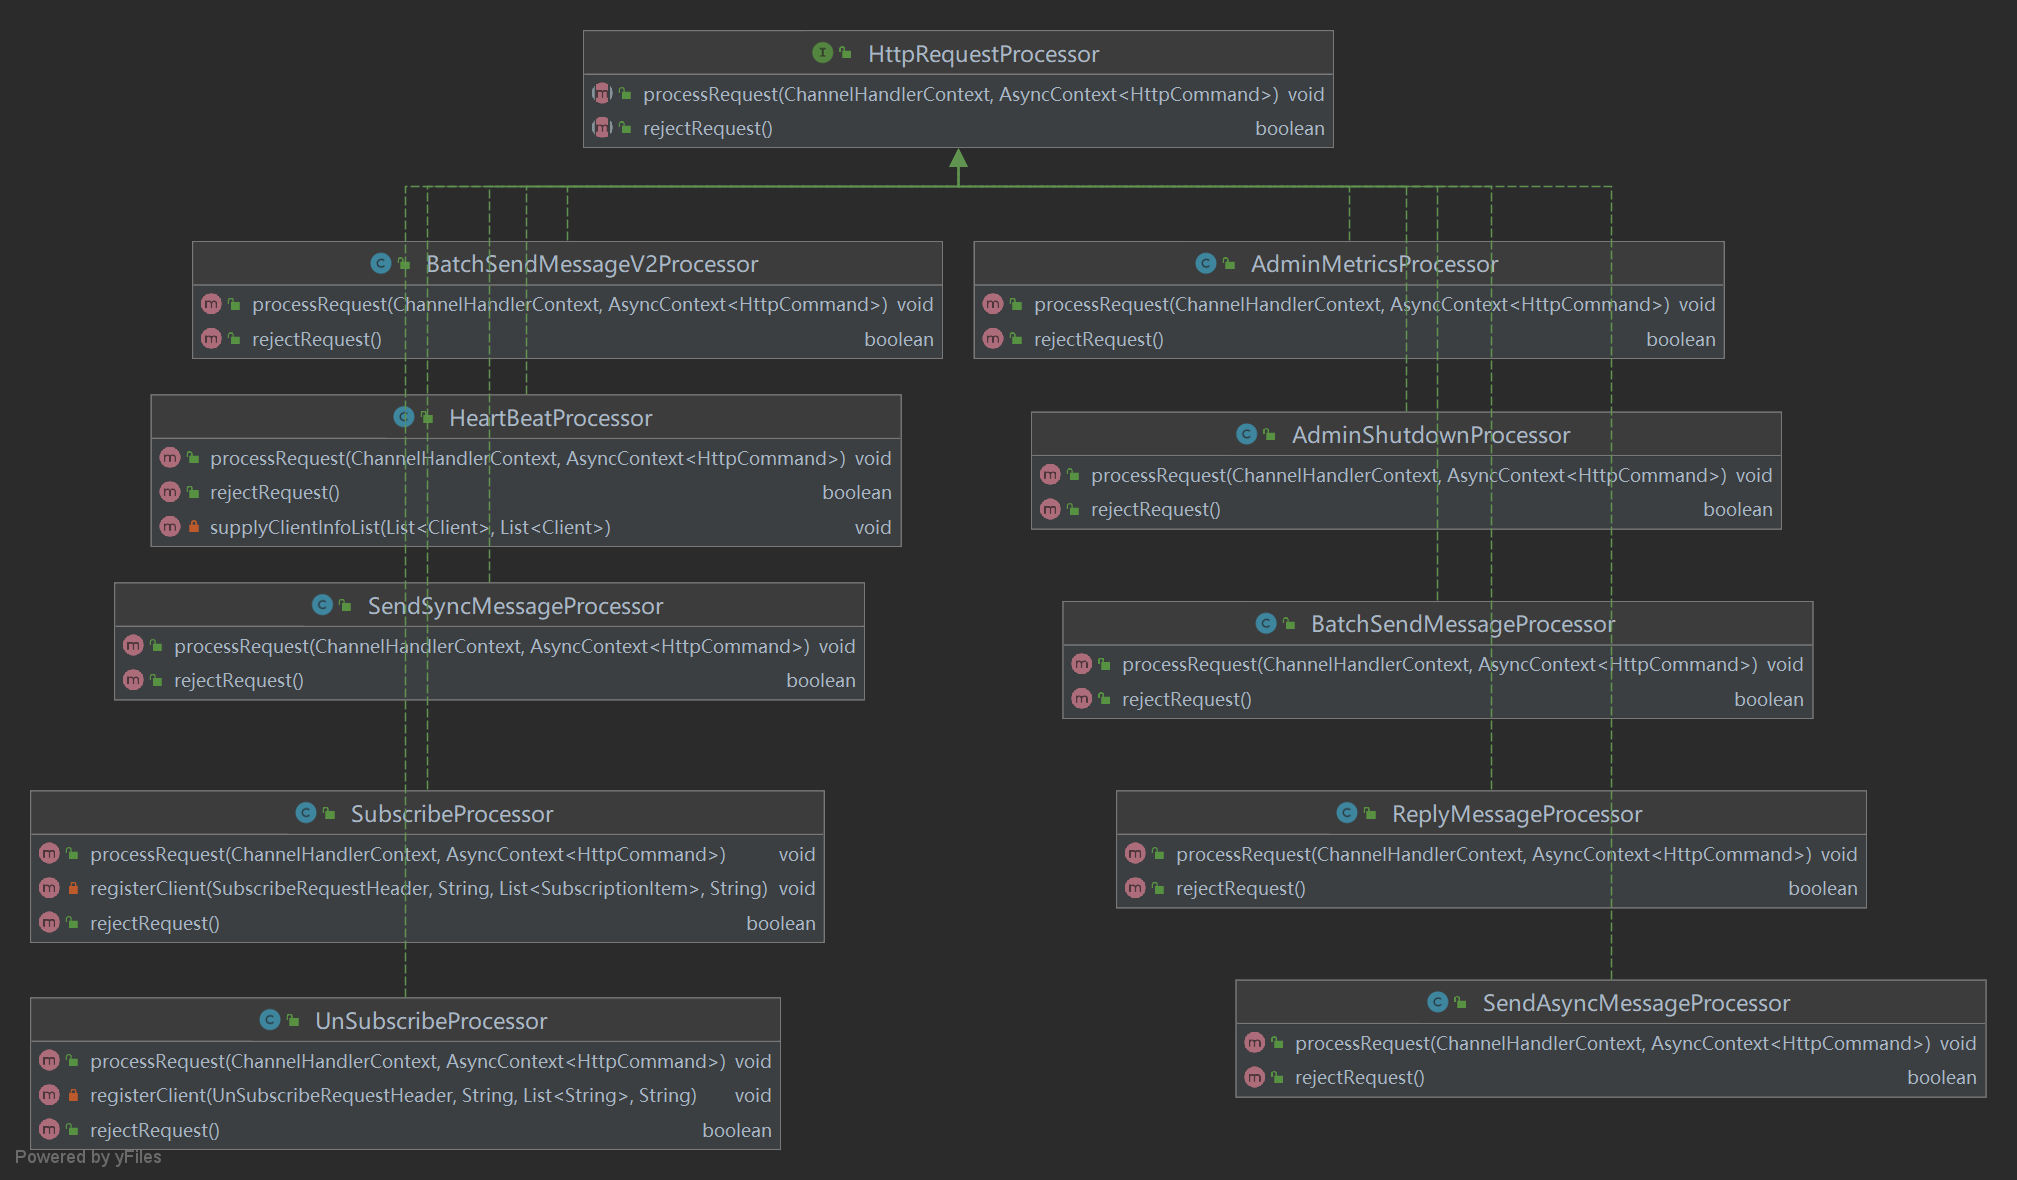 HttpRequestProcessor
processRequest(ChannelHandlerContext, AsyncContext<HttpCommand>) void
rejectRequest() boolean
BatchSendMessageV2Processor
processRequest(ChannelHandlerContext, AsyncContext<HttpCommand>) void
rejectRequest() boolean
AdminMetricsProcessor
processRequest(ChannelHandlerContext, AsyncContext<HttpCommand>) void
rejectRequest() boolean
HeartBeatProcessor
processRequest(ChannelHandlerContext, AsyncContext<HttpCommand>) void
rejectRequest() boolean
supplyClientInfoList(List<Client>, List<Client>) void
AdminShutdownProcessor
processRequest(ChannelHandlerContext, AsyncContext<HttpCommand>) void
rejectRequest() boolean
SendSyncMessageProcessor
processRequest(ChannelHandlerContext, AsyncContext<HttpCommand>) void
rejectRequest() boolean
BatchSendMessageProcessor
processRequest(ChannelHandlerContext, AsyncContext<HttpCommand>) void
rejectRequest() boolean
SubscribeProcessor
processRequest(ChannelHandlerContext, AsyncContext<HttpCommand>) void
registerClient(SubscribeRequestHeader, String, List<SubscriptionItem>, String) void
rejectRequest() boolean
ReplyMessageProcessor
processRequest(ChannelHandlerContext, AsyncContext<HttpCommand>) void
rejectRequest() boolean
UnSubscribeProcessor
processRequest(ChannelHandlerContext, AsyncContext<HttpCommand>) void
registerClient(UnSubscribeRequestHeader, String, List<String>, String) void
rejectRequest() boolean
SendAsyncMessageProcessor
processRequest(ChannelHandlerContext, AsyncContext<HttpCommand>) void
rejectRequest() boolean
Powered by yFiles